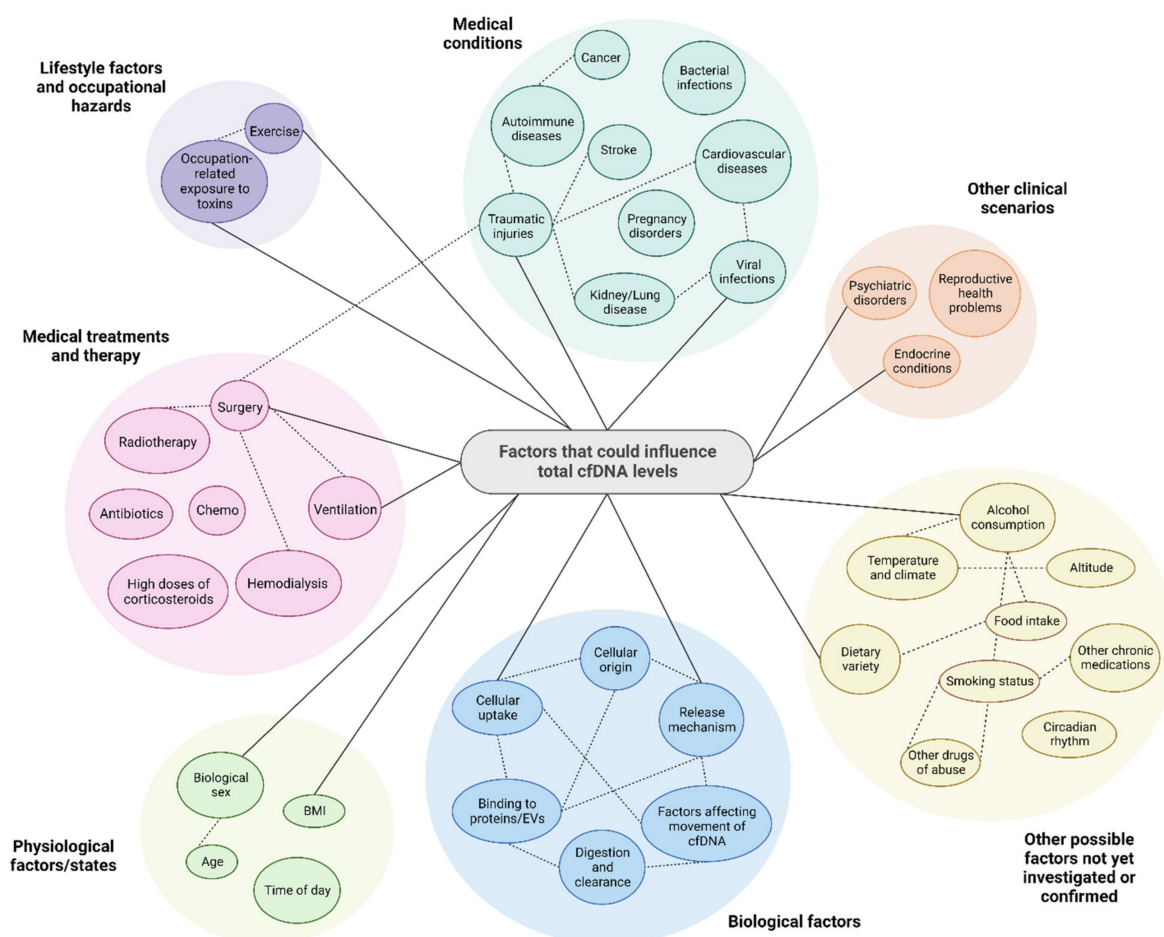 Medical
conditions
Cancer
Bacterial
infections
Autoimmune
diseases
Stroke
Cardiovascular
diseases
Traumatic
injuries
Pregnancy
disorders
Viral
infections
Kidney/Lung
disease
Lifestyle factors
and occupational
hazards
Exercise
Occupation-
related
exposure to
toxins
Other clinical
scenarios
Psychiatric
disorders
Reproductive
health
problems
Endocrine
conditions
Medical treatments
and therapy
Surgery
Radiotherapy
Antibiotics
Chemo
Ventilation
High doses of
corticosteroids
Hemodialysis
Factors that could influence
total cfDNA levels
Alcohol
consumption
Temperature
and climate
Altitude
Food intake
Dietary
variety
Other chronic
medications
Smoking status
Circadian
rhythm
Other drugs
of abuse
Other possible
factors not yet
investigated or
confirmed
Cellular
origin
Cellular
uptake
Release
mechanism
Binding to
proteins/EVs
Factors affecting
movement of
cfDNA
Digestion
and
clearance
Biological factors
Biological
sex
BMI
Age
Time of day
Physiological
factors/states